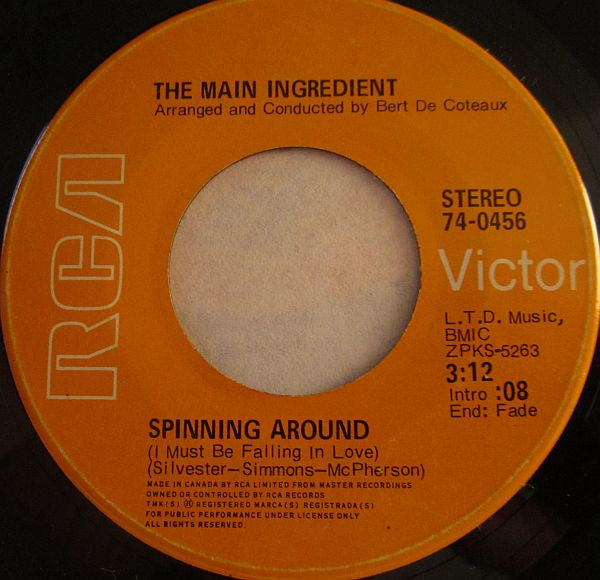 THE MAIN INGREDIENT
Arranged and Conducted by Bert De Coteaux
RCA
STEREO
74-0456
Victor
L.T.D. Music,
BMIC
ZPKS-5263
3:12
Intro :08
End: Fade
SPINNING AROUND
(I Must Be Falling In Love)
(Silvester—Simmons—McPherson)
MADE IN CANADA BY RCA LIMITED FROM MASTER RECORDINGS
OWNED OR CONTROLLED BY RCA RECORDS
TMK(S) ® REGISTERED MARCA(S) REGISTRADA(S)
FOR PUBLIC PERFORMANCE UNDER LICENSE ONLY
ALL RIGHTS RESERVED.